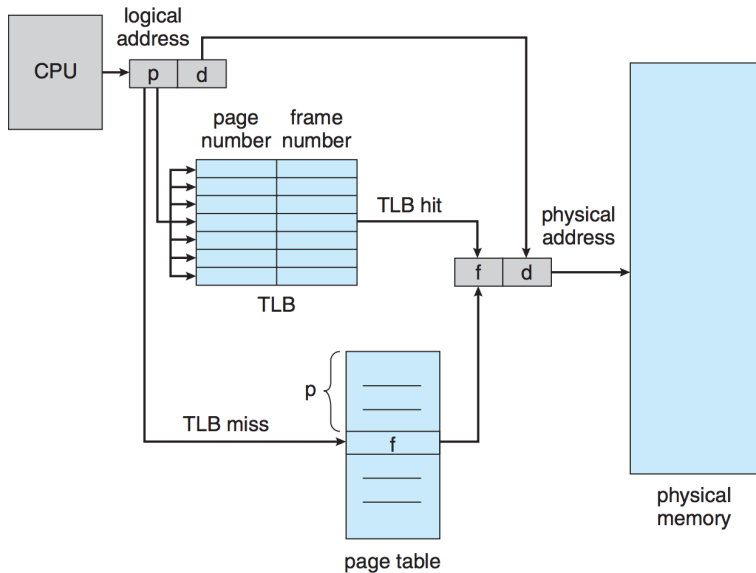 logical
address
CPU
p
d
page
number
frame
number
TLB hit
physical
address
f
d
TLB
p
TLB miss
f
page table
physical
memory